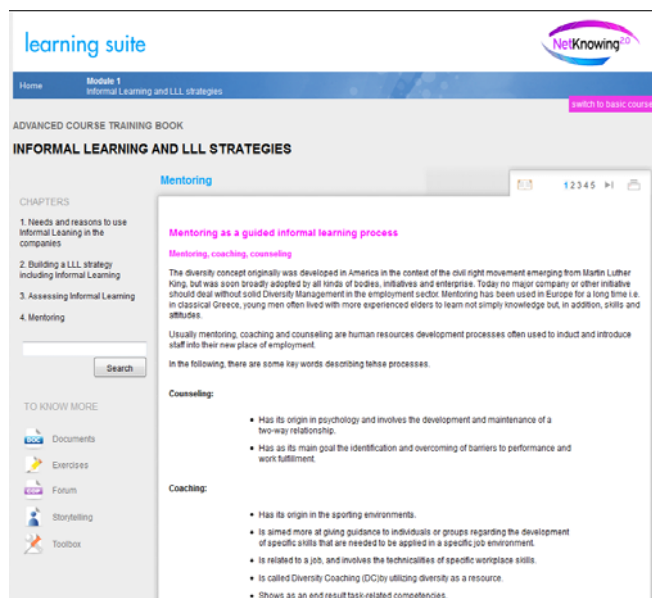 learning suite
NetKnowing 2.0
Home
Module 1
Informal Learning and LLL strategies
switch to basic course
ADVANCED COURSE TRAINING BOOK
INFORMAL LEARNING AND LLL STRATEGIES
Mentoring
1 2 3 4 5
CHAPTERS
1. Needs and reasons to use
Informal Leaning in the
companies
2. Building a LLL strategy
including Informal Learning
3. Assessing Informal Learning
4. Mentoring
Search
TO KNOW MORE
DOC
Documents
Exercises
Forum
Storytelling
Toolbox
Mentoring as a guided informal learning process
Mentoring, coaching, counseling
The diversity concept originally was developed in America in the context of the civil right movement emerging from Martin Luther
King, but was soon broadly adopted by all kinds of bodies, initiatives and enterprise. Today no major company or other initiative
should deal without solid Diversity Management in the employment sector. Mentoring has been used in Europe for a long time i.e.
in classical Greece, young men often lived with more experienced elders to learn not simply knowledge but, in addition, skills and
attitudes.
Usually mentoring, coaching and counseling are human resources development processes often used to induct and introduce
staff into their new place of employment.
In the following, there are some key words describing tehse processes.
Counseling:
• Has its origin in psychology and involves the development and maintenance of a
two-way relationship.
• Has as its main goal the identification and overcoming of barriers to performance and
work fulfillment.
Coaching:
• Has its origin in the sporting environments.
• Is aimed more at giving guidance to individuals or groups regarding the development
of specific skills that are needed to be applied in a specific job environment.
• Is related to a job, and involves the technicalities of specific workplace skills.
• Is called Diversity Coaching (DC)by utilizing diversity as a resource.
• Shows as an end result task-related competencies.